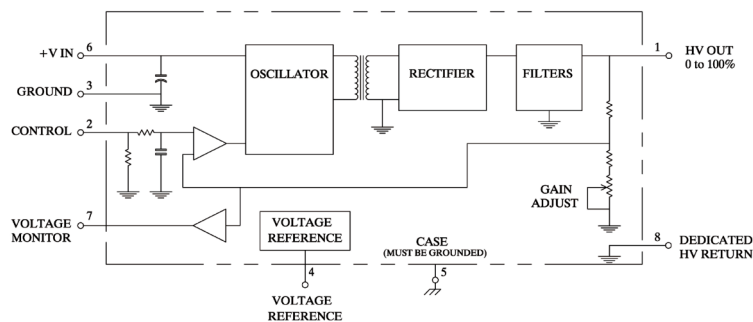 6
+V IN
1
HV OUT
0 to 100%
OSCILLATOR
RECTIFIER
FILTERS
3
GROUND
2
CONTROL
GAIN
ADJUST
7
VOLTAGE
MONITOR
VOLTAGE
REFERENCE
CASE
(MUST BE GROUNDED)
8
DEDICATED
HV RETURN
4
5
VOLTAGE
REFERENCE